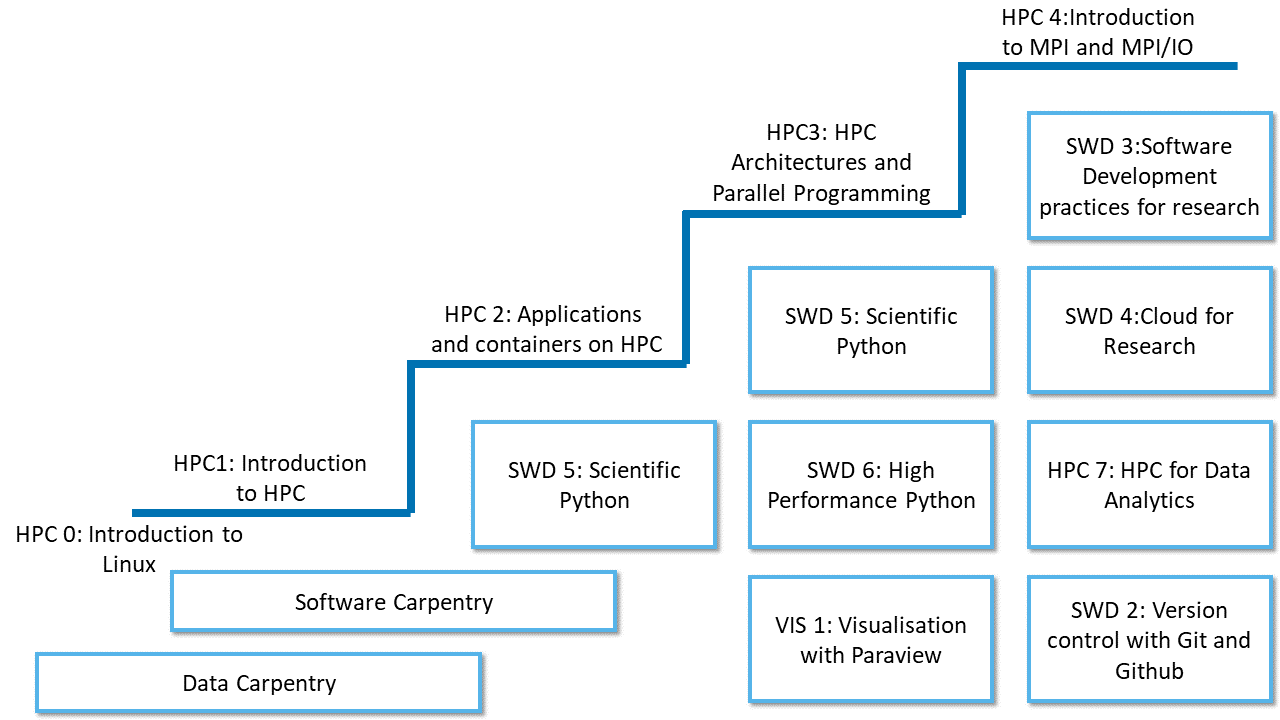 HPC 4:Introduction
to MPI and MPI/IO
HPC3: HPC
Architectures and
Parallel Programming
SWD 3:Software
Development
practices for research
HPC 2: Applications
and containers on HPC
SWD 5: Scientific
Python
SWD 4:Cloud for
Research
HPC1: Introduction
to HPC
SWD 5: Scientific
Python
SWD 6: High
Performance Python
HPC 7: HPC for Data
Analytics
HPC 0: Introduction to
Linux
Software Carpentry
Data Carpentry
VIS 1: Visualisation
with Paraview
SWD 2: Version
control with Git and
Github